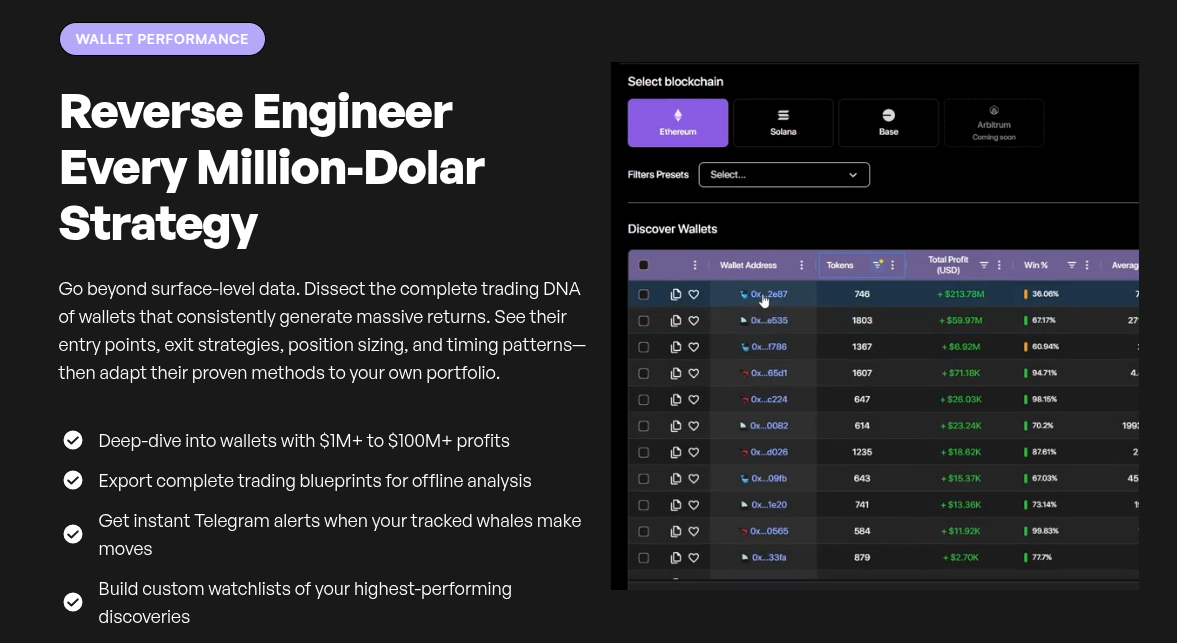 WALLET PERFORMANCE
Reverse Engineer
Every Million-Dolar
Strategy
Go beyond surface-level data. Dissect the complete trading DNA
of wallets that consistently generate massive returns. See their
entry points, exit strategies, position sizing, and timing patterns—
then adapt their proven methods to your own portfolio.
Deep-dive into wallets with $1M+ to $100M+ profits
Export complete trading blueprints for offline analysis
Get instant Telegram alerts when your tracked whales make
moves
Build custom watchlists of your highest-performing
discoveries
Select blockchain
Ethereum
Solana
Base
Arbitrum
Coming soon
Filters Presets
Select...
Discover Wallets
Wallet Address Tokens Total Profit (USD) Win % Averag
0x...2e87 746 + $213.78M 36.06% 7
0x...e535 1803 + $59.97M 67.17% 27
0x...f786 1367 + $6.92M 60.94%
0x...65d1 1607 + $71.18K 94.71% 4.
0x...c224 647 + $26.03K 98.15%
0x...0082 614 + $23.24K 70.2% 199
0x...d026 1235 + $18.62K 87.61% 2
0x...09fb 643 + $15.37K 67.03% 45
0x...1e20 741 + $13.36K 73.14% 1
0x...0565 584 + $11.92K 99.83%
0x...33fa 879 + $2.70K 77.7%